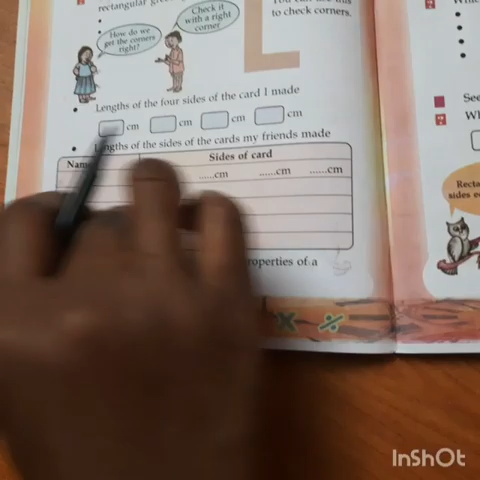 rectangular
to check corners.
Check it
with a right
corner
How do we
get the corners
right?
Lengths of the four sides of the card I made
cm cm cm cm
Lengths of the sides of the cards my friends made
Sides of card
......cm ......cm ......cm
roperties of a
See
Recta
InShOt